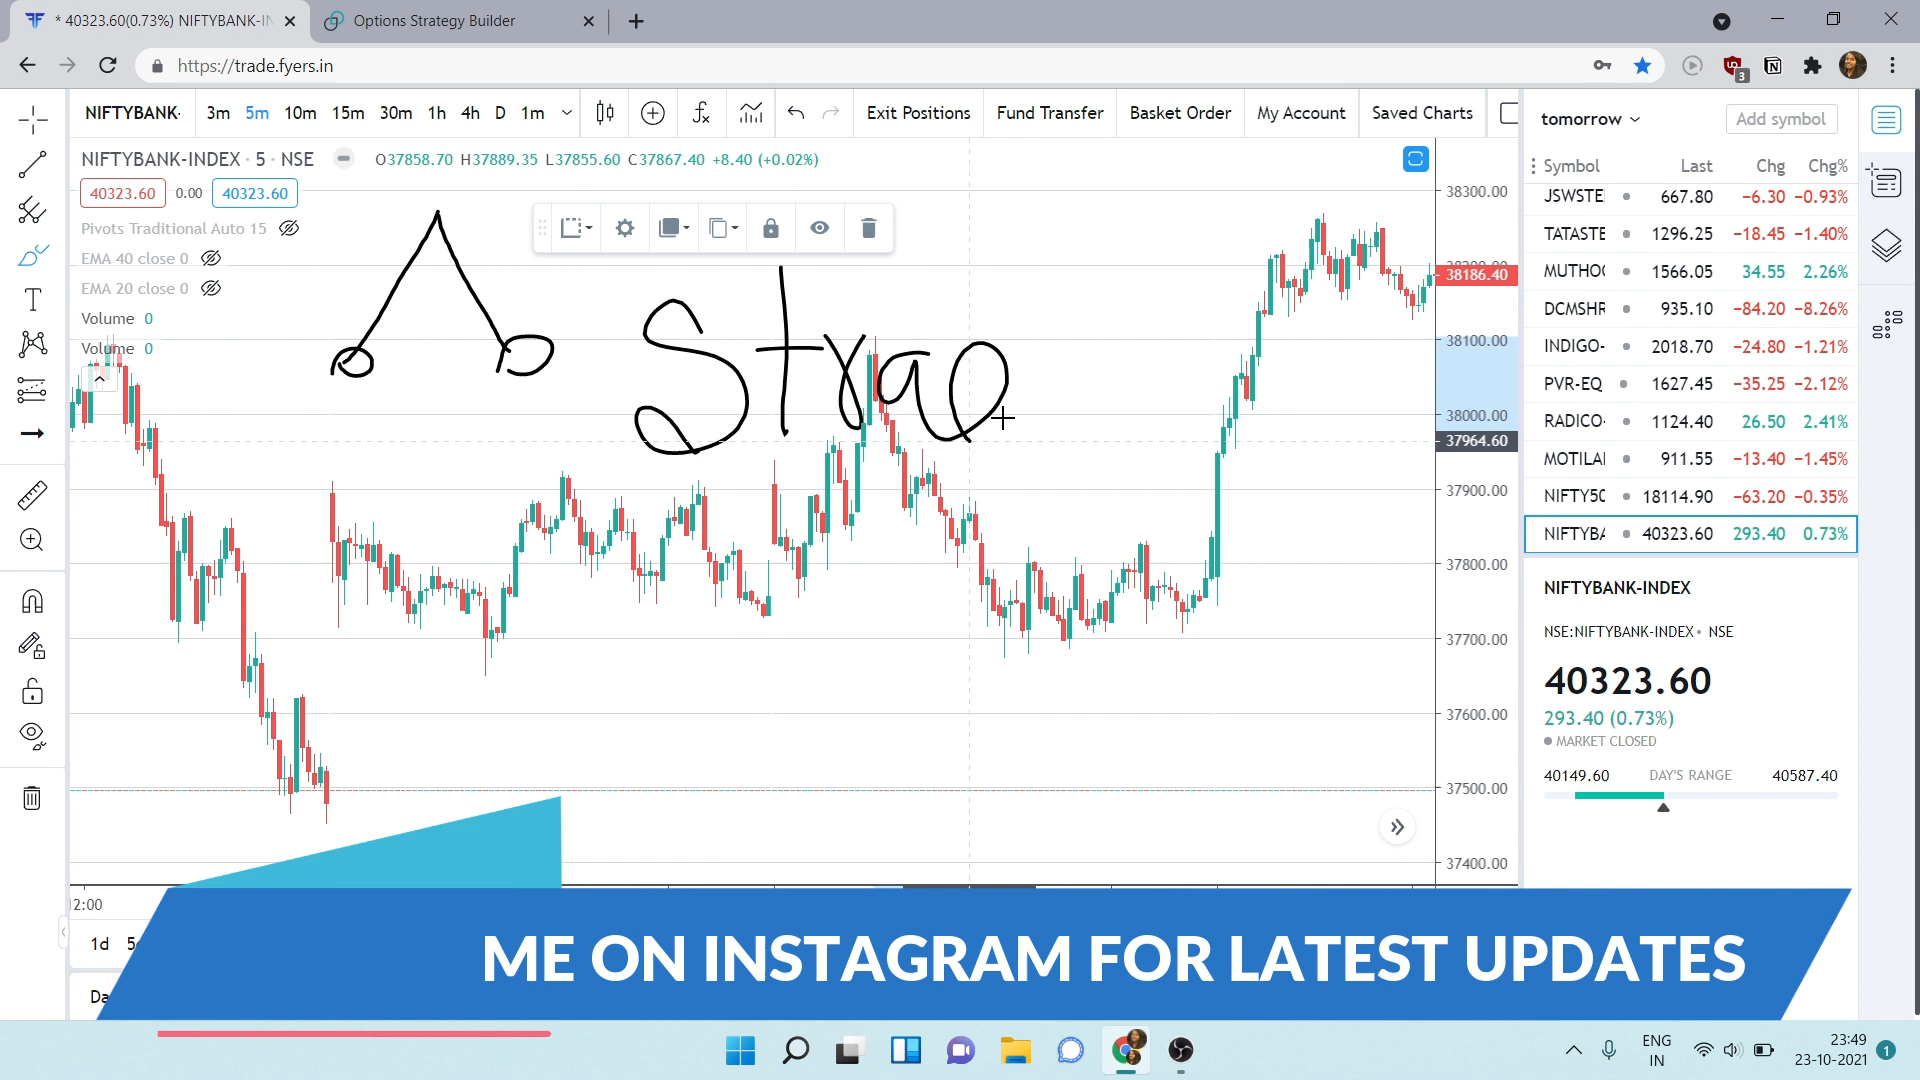 * 40323.60(0.73%) NIFTYBANK-IN
Options Strategy Builder
https://trade.fyers.in
3
NIFTYBANK-
3m 5m 10m 15m 30m 1h 4h D 1m
Exit Positions Fund Transfer Basket Order My Account Saved Charts
NIFTYBANK-INDEX · 5 · NSE
O37858.70 H37889.35 L37855.60 C37867.40 +8.40 (+0.02%)
40323.60 0.00 40323.60
Pivots Traditional Auto 15
EMA 40 close 0
EMA 20 close 0
Volume 0
Volume 0
Stra
38300.00
38200.00
38186.40
38100.00
38000.00
37964.60
37900.00
37800.00
37700.00
37600.00
37500.00
37400.00
12:00
1d 5
Da
tomorrow
Add symbol
Symbol Last Chg Chg%
JSWSTE 667.80 −6.30 −0.93%
TATASTE 1296.25 −18.45 −1.40%
MUTHO 1566.05 34.55 2.26%
DCMSHR 935.10 −84.20 −8.26%
INDIGO- 2018.70 −24.80 −1.21%
PVR-EQ 1627.45 −35.25 −2.12%
RADICO- 1124.40 26.50 2.41%
MOTILA 911.55 −13.40 −1.45%
NIFTY50 18114.90 −63.20 −0.35%
NIFTYBA 40323.60 293.40 0.73%
NIFTYBANK-INDEX
NSE:NIFTYBANK-INDEX • NSE
40323.60
293.40 (0.73%)
MARKET CLOSED
40149.60 DAY'S RANGE 40587.40
ME ON INSTAGRAM FOR LATEST UPDATES
ENG
IN
23:49
23-10-2021
1